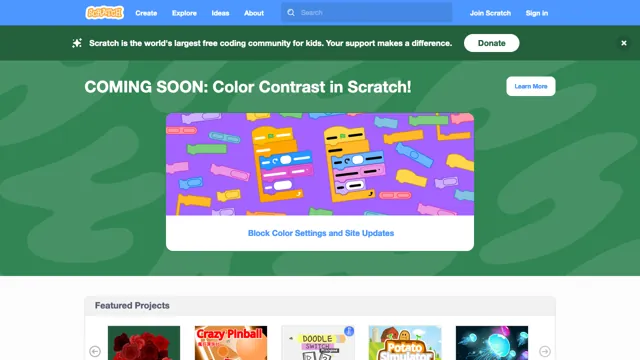 SCRATCH
Create
Explore
Ideas
About
Search
Join Scratch
Sign in
Scratch is the world's largest free coding community for kids. Your support makes a difference.
Donate
COMING SOON: Color Contrast in Scratch!
Learn More
Block Color Settings and Site Updates
Featured Projects
Crazy Pinball
DOODLE
SWITCH
Potato
Simulator